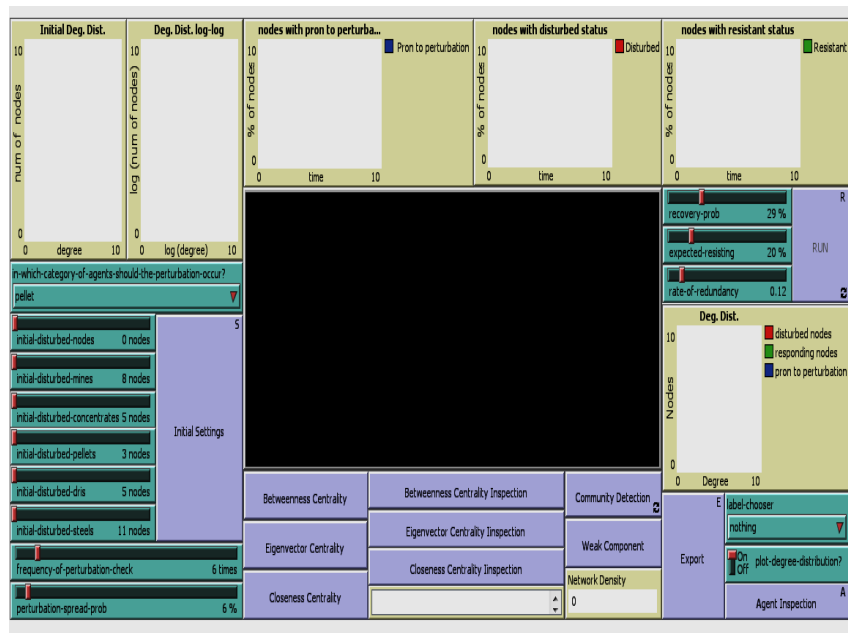 Initial Deg. Dist.
10
num of nodes
0
0 degree 10
Deg. Dist. log-log
10
log (num of nodes)
0
0 log (degree) 10
nodes with pron to perturba...
10
% of nodes
0
0 time 10
Pron to perturbation
nodes with disturbed status
10
% of nodes
0
0 time 10
Disturbed
nodes with resistant status
10
% of nodes
0
0 time 10
Resistant
in-which-category-of-agents-should-the-perturbation-occur?
pellet
initial-disturbed-nodes 0 nodes
initial-disturbed-mines 8 nodes
initial-disturbed-concentrates 5 nodes
initial-disturbed-pellets 3 nodes
initial-disturbed-dris 5 nodes
initial-disturbed-steels 11 nodes
S
Initial Settings
frequency-of-perturbation-check 6 times
perturbation-spread-prob 6 %
Betweenness Centrality
Eigenvector Centrality
Closeness Centrality
Betweenness Centrality Inspection
Eigenvector Centrality Iinspection
Closeness Centrality Inspection
Community Detection
Weak Component
Network Density
0
recovery-prob 29 %
expected-resisting 20 %
rate-of-redundancy 0.12
R
RUN
Deg. Dist.
10
Nodes
0
0 Degree 10
disturbed nodes
responding nodes
pron to perturbation
E
Export
label-chooser
nothing
On
Off
plot-degree-distribution?
A
Agent Inspection